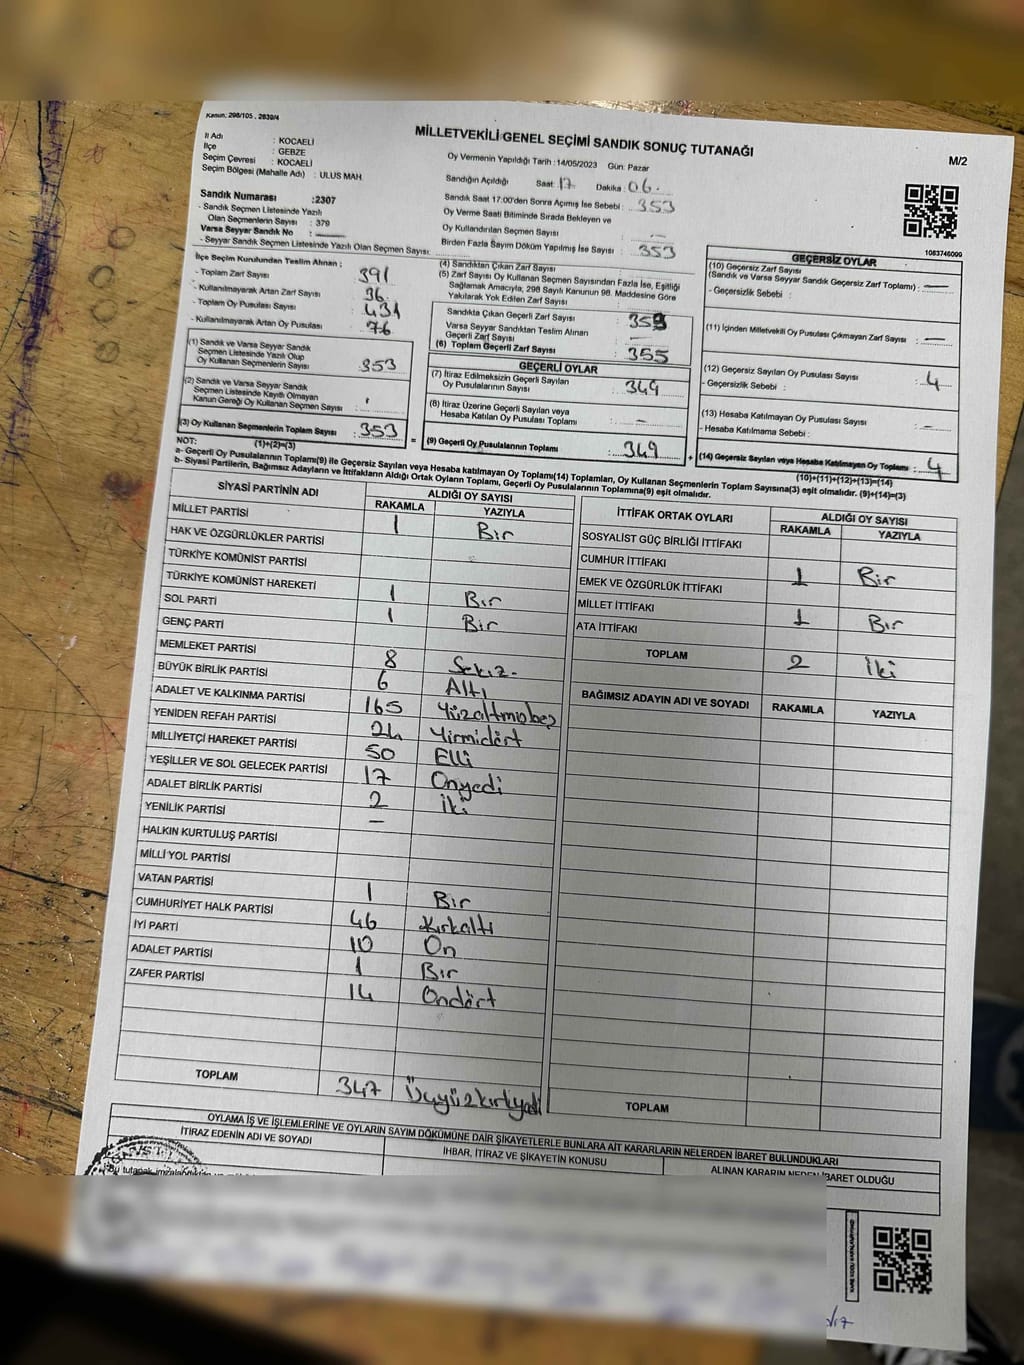 Kanun; 298/105 , 2839/4
MİLLETVEKİLİ GENEL SEÇİMİ SANDIK SONUÇ TUTANAĞI
M/2
İl Adı : KOCAELİ
İlçe : GEBZE
Seçim Çevresi : KOCAELİ
Seçim Bölgesi (Mahalle Adı) : ULUS MAH.
Oy Vermenin Yapıldığı Tarih : 14/05/2023 Gün: Pazar
Sandığın Açıldığı Saat: 17 Dakika : 06.
Sandık Saat 17:00'den Sonra Açımış İse Sebebi : 353
Oy Verme Saati Bitiminde Sırada Bekleyen ve
Oy Kullandırılan Seçmen Sayısı : —
Birden Fazla Sayım Döküm Yapılmış İse Sayısı : 353
1083746099
Sandık Numarası :2307
- Sandık Seçmen Listesinde Yazılı
Olan Seçmenlerin Sayısı : 379
Varsa Seyyar Sandık No : —
- Seyyar Sandık Seçmen Listesinde Yazılı Olan Seçmen Sayısı:
İlçe Seçim Kurulundan Teslim Alınan :
- Toplam Zarf Sayısı : 391
- Kullanılmayarak Artan Zarf Sayısı : 36
- Toplam Oy Pusulası Sayısı : 431
- Kullanılmayarak Artan Oy Pusulası : 76
(1) Sandık ve Varsa Seyyar Sandık
Seçmen Listesinde Yazılı Olup
Oy Kullanan Seçmenlerin Sayısı : 353
(2) Sandık ve Varsa Seyyar Sandık
Seçmen Listesinde Kayıtlı Olmayan
Kanun Gereği Oy Kullanan Seçmen Sayısı :
(3) Oy Kullanan Seçmenlerin Toplam Sayısı : 353
(1)+(2)=(3)
(4) Sandıktan Çıkan Zarf Sayısı :
(5) Zarf Sayısı Oy Kullanan Seçmen Sayısından Fazla İse, Eşitliği
Sağlamak Amacıyla, 298 Sayılı Kanunun 98. Maddesine Göre
Yakılarak Yok Edilen Zarf Sayısı :
Sandıkta Çıkan Geçerli Zarf Sayısı : 353
Varsa Seyyar Sandıktan Teslim Alınan
Geçerli Zarf Sayısı : —
(6) Toplam Geçerli Zarf Sayısı : 355
GEÇERLİ OYLAR
(7) İtiraz Edilmeksizin Geçerli Sayılan
Oy Pusulalarının Sayısı : 349
(8) İtiraz Üzerine Geçerli Sayılan veya
Hesaba Katılan Oy Pusulası Toplamı : —
= (9) Geçerli Oy Pusulalarının Toplamı : 349 +
GEÇERSİZ OYLAR
(10) Geçersiz Zarf Sayısı
(Sandık ve Varsa Seyyar Sandık Geçersiz Zarf Toplamı) : —
- Geçersizlik Sebebi :
(11) İçinden Milletvekili Oy Pusulası Çıkmayan Zarf Sayısı : —
(12) Geçersiz Sayılan Oy Pusulası Sayısı : 4
- Geçersizlik Sebebi :
(13) Hesaba Katılmayan Oy Pusulası Sayısı : —
- Hesaba Katılmama Sebebi :
(14) Geçersiz Sayılan veya Hesaba Katılmayan Oy Toplamı : 4
(10)+(11)+(12)+(13)=(14)
NOT:
a- Geçerli Oy Pusulalarının Toplamı(9) ile Geçersiz Sayılan veya Hesaba katılmayan Oy Toplamı(14) Toplamları, Oy Kullanan Seçmenlerin Toplam Sayısına(3) eşit olmalıdır. (9)+(14)=(3)
b- Siyasi Partilerin, Bağımsız Adayların ve İttifakların Aldığı Ortak Oyların Toplamı, Geçerli Oy Pusulalarının Toplamına(9) eşit olmalıdır.
SİYASİ PARTİNİN ADI ALDIĞI OY SAYISI
RAKAMLA YAZIYLA
MİLLET PARTİSİ 1 Bir
HAK VE ÖZGÜRLÜKLER PARTİSİ
TÜRKİYE KOMÜNİST PARTİSİ
TÜRKİYE KOMÜNİST HAREKETİ
SOL PARTİ 1 Bir
GENÇ PARTİ 1 Bir
MEMLEKET PARTİSİ 8 Sekiz
BÜYÜK BİRLİK PARTİSİ 6 Altı
ADALET VE KALKINMA PARTİSİ 165 Yüzaltmışbeş
YENİDEN REFAH PARTİSİ 24 Yirmidört
MİLLİYETÇİ HAREKET PARTİSİ 50 Elli
YEŞİLLER VE SOL GELECEK PARTİSİ 17 Onyedi
ADALET BİRLİK PARTİSİ 2 İki
YENİLİK PARTİSİ —
HALKIN KURTULUŞ PARTİSİ
MİLLİ YOL PARTİSİ
VATAN PARTİSİ 1 Bir
CUMHURİYET HALK PARTİSİ 46 Kırkaltı
İYİ PARTİ 10 On
ADALET PARTİSİ 1 Bir
ZAFER PARTİSİ 14 Ondört
TOPLAM 347 Üçyüzkırkyedi
İTTİFAK ORTAK OYLARI ALDIĞI OY SAYISI
RAKAMLA YAZIYLA
SOSYALİST GÜÇ BİRLİĞİ İTTİFAKI
CUMHUR İTTİFAKI 1 Bir
EMEK VE ÖZGÜRLÜK İTTİFAKI
MİLLET İTTİFAKI 1 Bir
ATA İTTİFAKI
TOPLAM 2 İki
BAĞIMSIZ ADAYIN ADI VE SOYADI RAKAMLA YAZIYLA
TOPLAM
OYLAMA İŞ VE İŞLEMLERİNE VE OYLARIN SAYIM DÖKÜMÜNE DAİR ŞİKAYETLERLE BUNLARA AİT KARARLARIN NELERDEN İBARET BULUNDUKLARI
İTİRAZ EDENİN ADI VE SOYADI İHBAR, İTİRAZ VE ŞİKAYETİN KONUSU ALINAN KARARIN NEDEN İBARET OLDUĞU
Bu tutanak